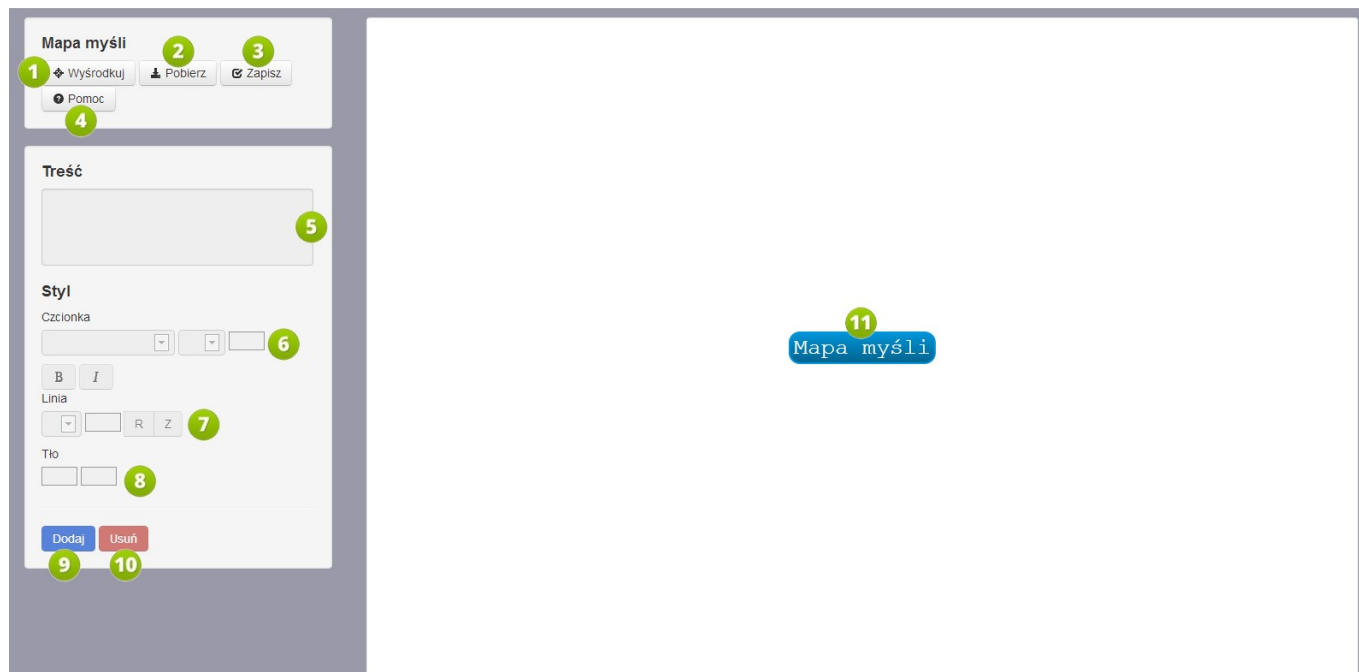 Mapa myśli
2
3
1
Wyśrodkuj
Pobierz
Zapisz
Pomoc
4
Treść
5
Styl
Czcionka
6
B I
Linia
R Z
7
Tło
8
Dodaj Usuń
9
10
11
Mapa myśli